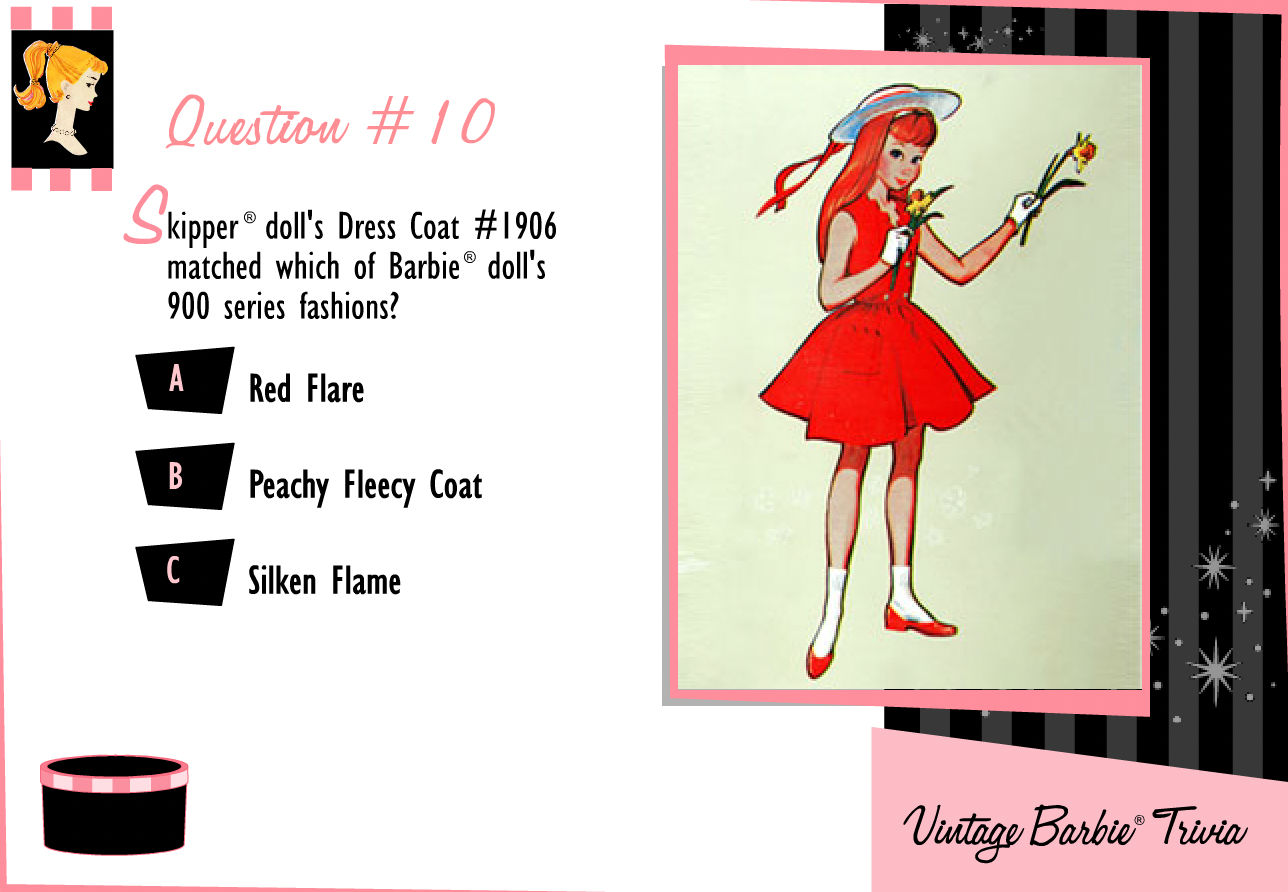 Question #10
Skipper® doll's Dress Coat #1906
matched which of Barbie® doll's
900 series fashions?
A Red Flare
B Peachy Fleecy Coat
C Silken Flame
Vintage Barbie® Trivia